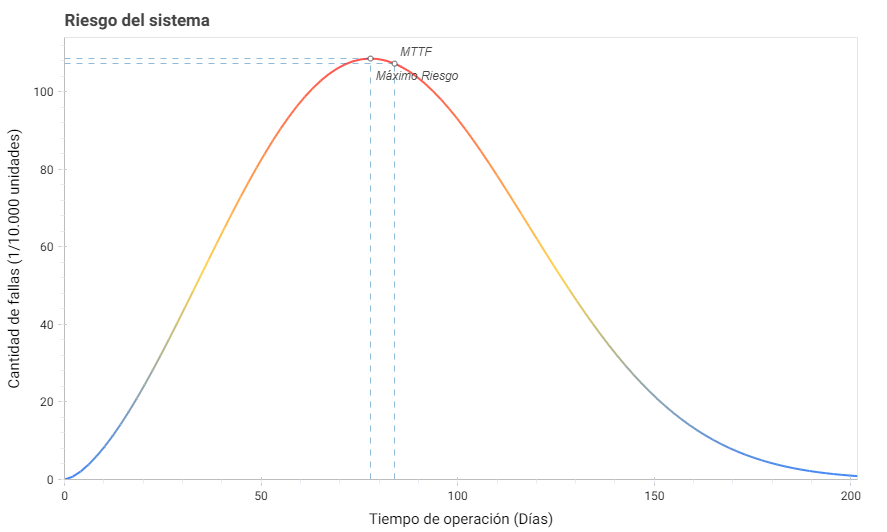 Riesgo del sistema
MTTF
Máximo Riesgo
100
80
60
40
20
0
Cantidad de fallas (1/10.000 unidades)
0
50
100
150
200
Tiempo de operación (Días)